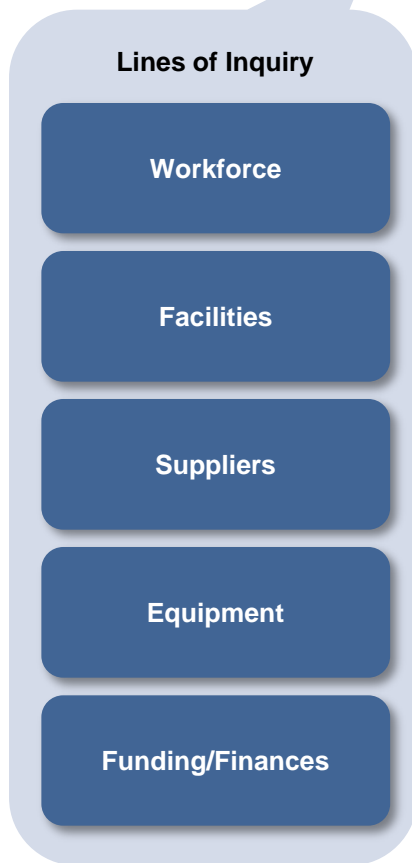 Lines of Inquiry
Workforce
Facilities
Suppliers
Equipment
Funding/Finances